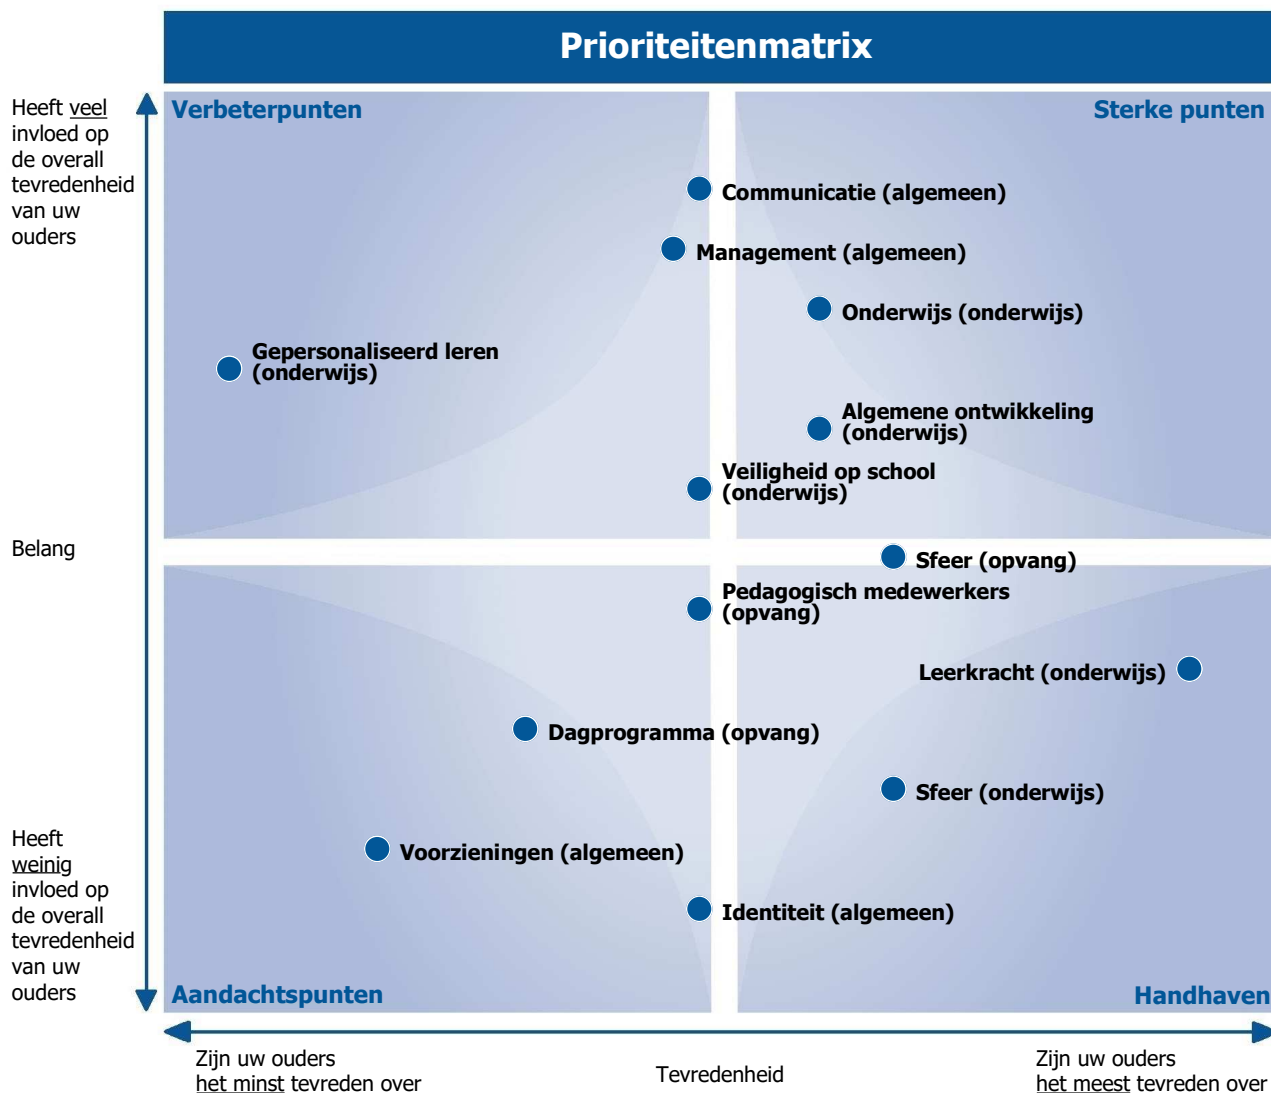 Prioriteitenmatrix
Heeft veel
invloed op
de overall
tevredenheid
van uw
ouders
Verbeterpunten
Sterke punten
Communicatie (algemeen)
Management (algemeen)
Onderwijs (onderwijs)
Gepersonaliseerd leren
(onderwijs)
Algemene ontwikkeling
(onderwijs)
Veiligheid op school
(onderwijs)
Belang
Sfeer (opvang)
Pedagogisch medewerkers
(opvang)
Leerkracht (onderwijs)
Dagprogramma (opvang)
Sfeer (onderwijs)
Voorzieningen (algemeen)
Identiteit (algemeen)
Heeft
weinig
invloed op
de overall
tevredenheid
van uw
ouders
Aandachtspunten
Handhaven
Zijn uw ouders
het minst tevreden over
Tevredenheid
Zijn uw ouders
het meest tevreden over